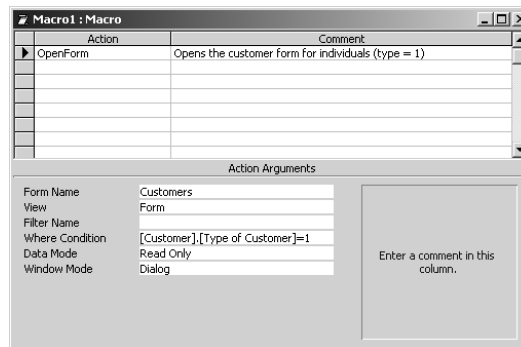 Macro1 : Macro
Action Comment
OpenForm Opens the customer form for individuals (type = 1)
Action Arguments
Form Name Customers
View Form
Filter Name
Where Condition [Customer].[Type of Customer]=1
Data Mode Read Only
Window Mode Dialog
Enter a comment in this
column.